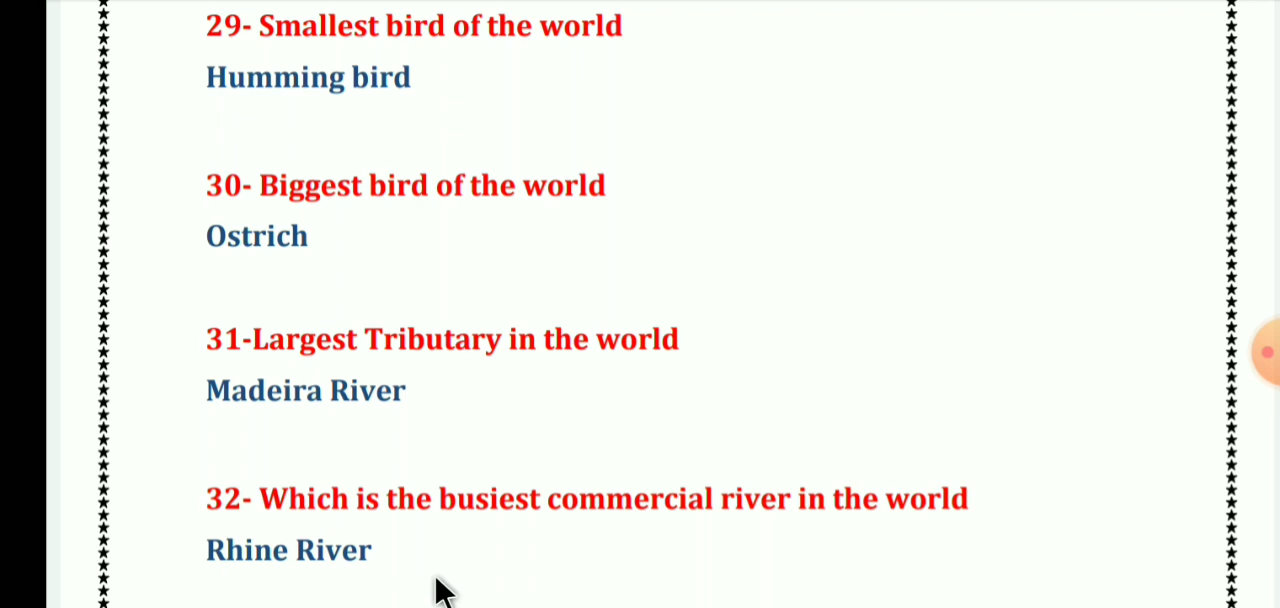 29- Smallest bird of the world
Humming bird
30- Biggest bird of the world
Ostrich
31-Largest Tributary in the world
Madeira River
32- Which is the busiest commercial river in the world
Rhine River